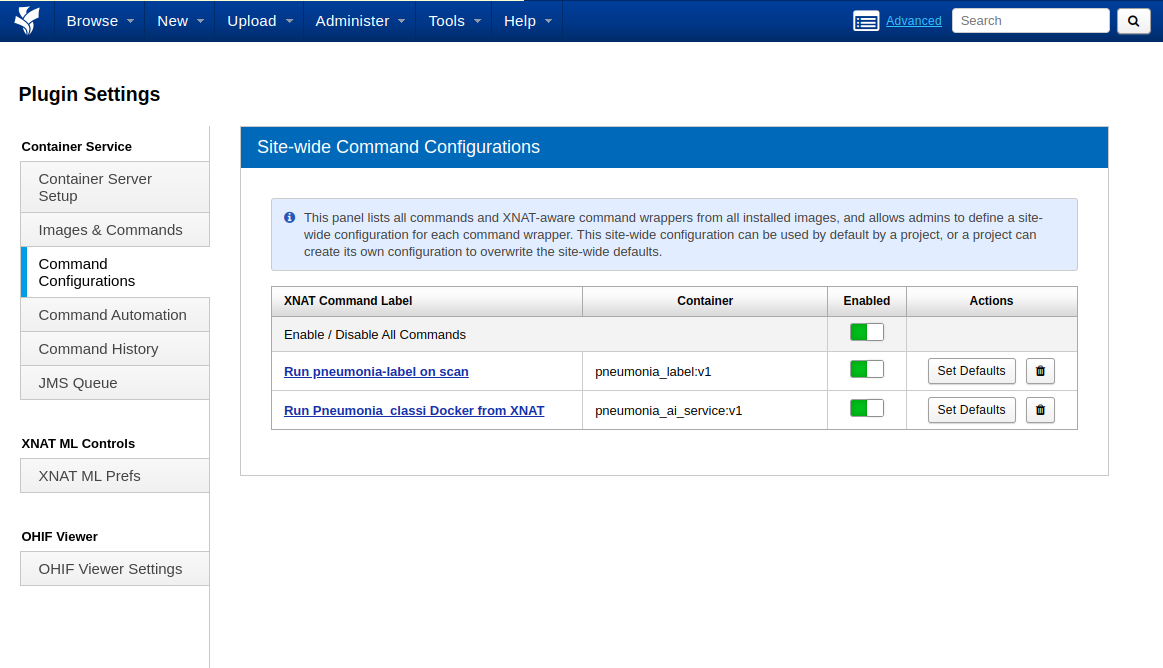 Browse New Upload Administer Tools Help Advanced Search
Plugin Settings
Container Service
Container Server
Setup
Images & Commands
Command
Configurations
Command Automation
Command History
JMS Queue
XNAT ML Controls
XNAT ML Prefs
OHIF Viewer
OHIF Viewer Settings
Site-wide Command Configurations
This panel lists all commands and XNAT-aware command wrappers from all installed images, and allows admins to define a site-
wide configuration for each command wrapper. This site-wide configuration can be used by default by a project, or a project can
create its own configuration to overwrite the site-wide defaults.
XNAT Command Label Container Enabled Actions
Enable / Disable All Commands
Run pneumonia-label on scan pneumonia_label:v1 Set Defaults
Run Pneumonia_classi Docker from XNAT pneumonia_ai_service:v1 Set Defaults